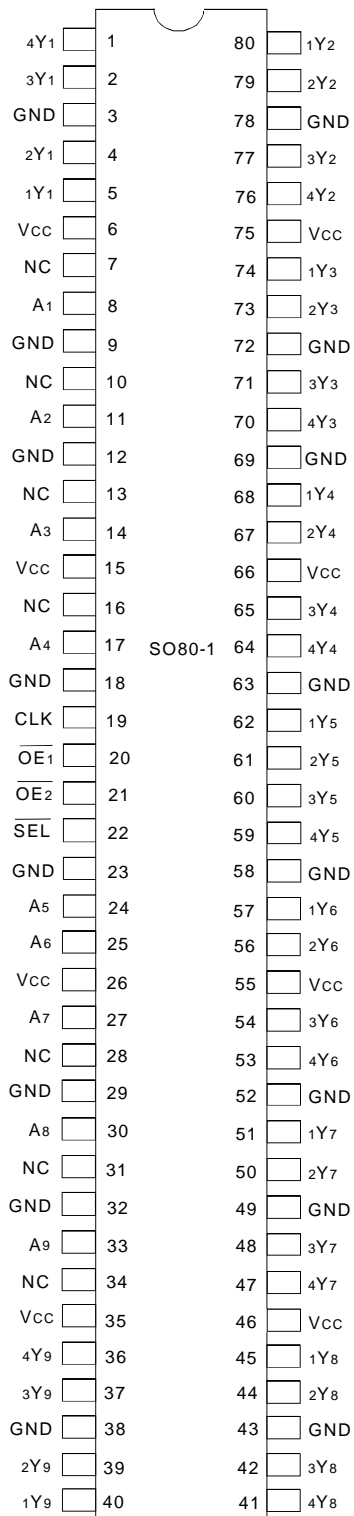 4Y1 1 80 1Y2
3Y1 2 79 2Y2
GND 3 78 GND
2Y1 4 77 3Y2
1Y1 5 76 4Y2
VCC 6 75 VCC
NC 7 74 1Y3
A1 8 73 2Y3
GND 9 72 GND
NC 10 71 3Y3
A2 11 70 4Y3
GND 12 69 GND
NC 13 68 1Y4
A3 14 67 2Y4
VCC 15 66 VCC
NC 16 65 3Y4
A4 17 SO80-1 64 4Y4
GND 18 63 GND
CLK 19 62 1Y5
OE1 20 61 2Y5
OE2 21 60 3Y5
SEL 22 59 4Y5
GND 23 58 GND
A5 24 57 1Y6
A6 25 56 2Y6
VCC 26 55 VCC
A7 27 54 3Y6
NC 28 53 4Y6
GND 29 52 GND
A8 30 51 1Y7
NC 31 50 2Y7
GND 32 49 GND
A9 33 48 3Y7
NC 34 47 4Y7
VCC 35 46 VCC
4Y9 36 45 1Y8
3Y9 37 44 2Y8
GND 38 43 GND
2Y9 39 42 3Y8
1Y9 40 41 4Y8